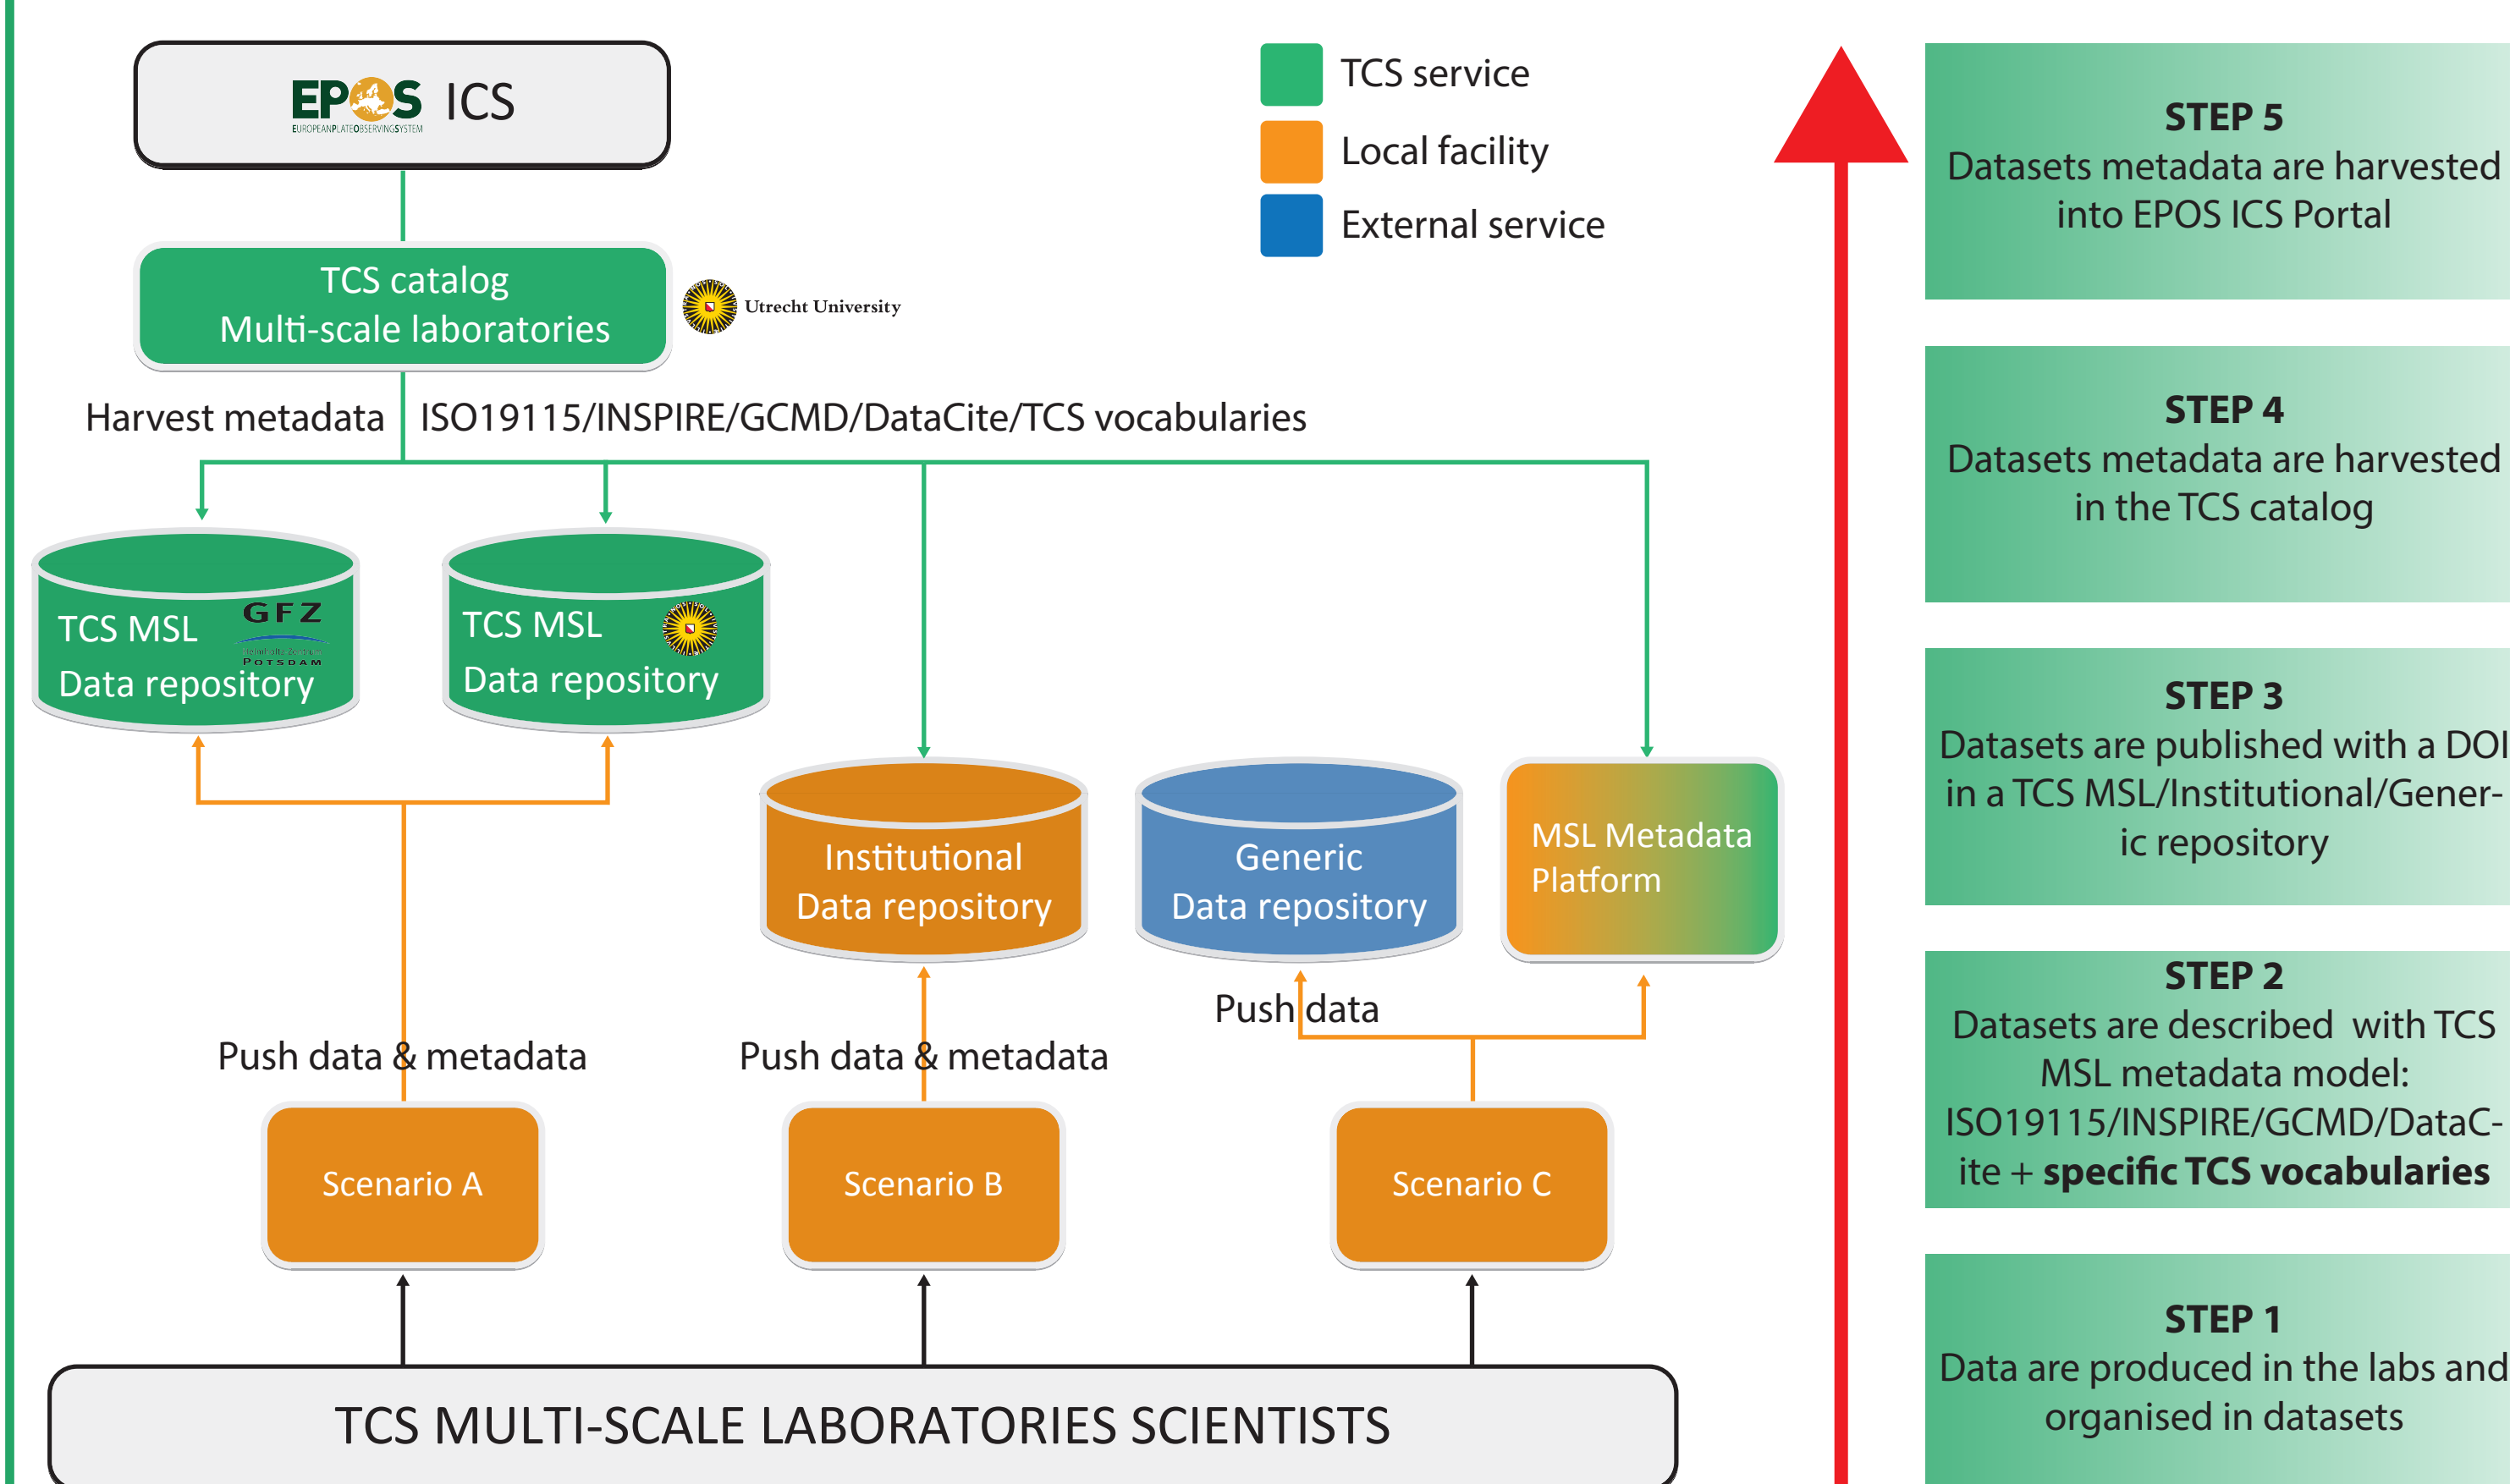 EPOS ICS
EUROPEANPLATEOBSERVINGSYSTEM
TCS catalog
Multi-scale laboratories
Utrecht University
TCS service
Local facility
External service
Harvest metadata
ISO19115/INSPIRE/GCMD/DataCite/TCS vocabularies
TCS MSL
Data repository
GFZ
Helmholtz Zentrum
POTSDAM
TCS MSL
Data repository
Institutional
Data repository
Generic
Data repository
MSL Metadata
Platform
Push data & metadata
Push data & metadata
Push data
Scenario A
Scenario B
Scenario C
TCS MULTI-SCALE LABORATORIES SCIENTISTS
STEP 5
Datasets metadata are harvested
into EPOS ICS Portal
STEP 4
Datasets metadata are harvested
in the TCS catalog
STEP 3
Datasets are published with a DOI
in a TCS MSL/Institutional/Gener-
ic repository
STEP 2
Datasets are described with TCS
MSL metadata model:
ISO19115/INSPIRE/GCMD/DataC-
ite + specific TCS vocabularies
STEP 1
Data are produced in the labs and
organised in datasets